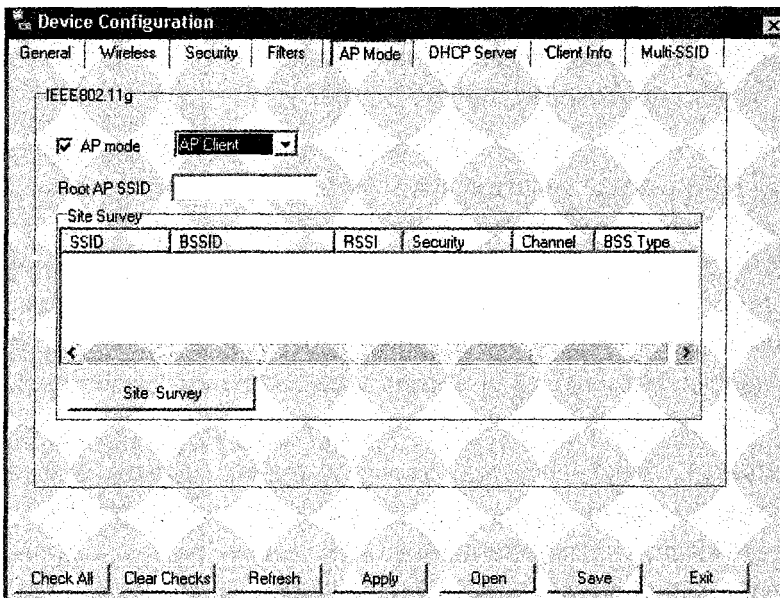 Device Configuration
General Wireless Security Filters AP Mode DHCP Server Client Info Multi-SSID
IEEE802.11g
AP mode AP Client
Root AP SSID
Site Survey
SSID BSSID RSSI Security Channel BSS Type
Site Survey
Check All Clear Checks Refresh Apply Open Save Exit